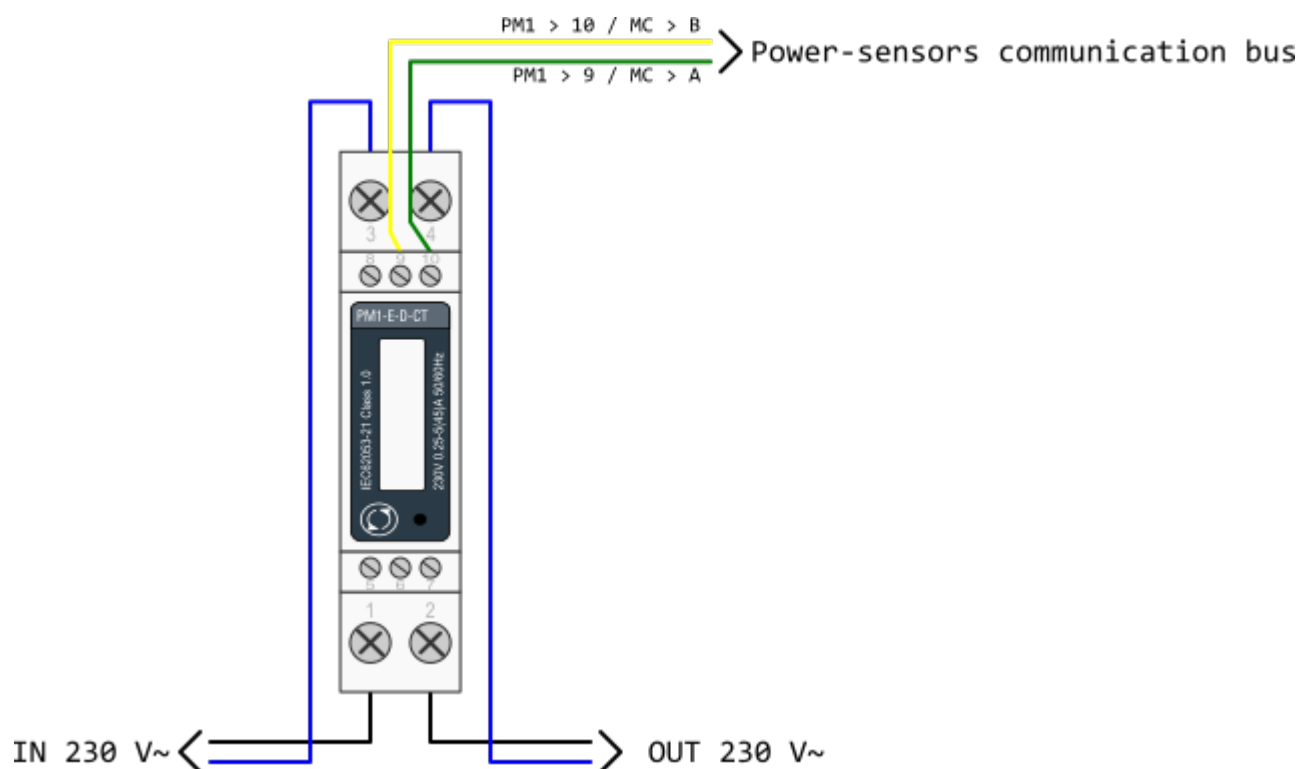 PM1 > 10 / MC > B
Power-sensors communication bus
PM1 > 9 / MC > A
3 4
8 9 10
PM1-E-D-CT
IEC62053-21 Class 1.0
230V 0.25-5(45)A 50/60Hz
5 6 7
1 2
IN 230 V~
OUT 230 V~